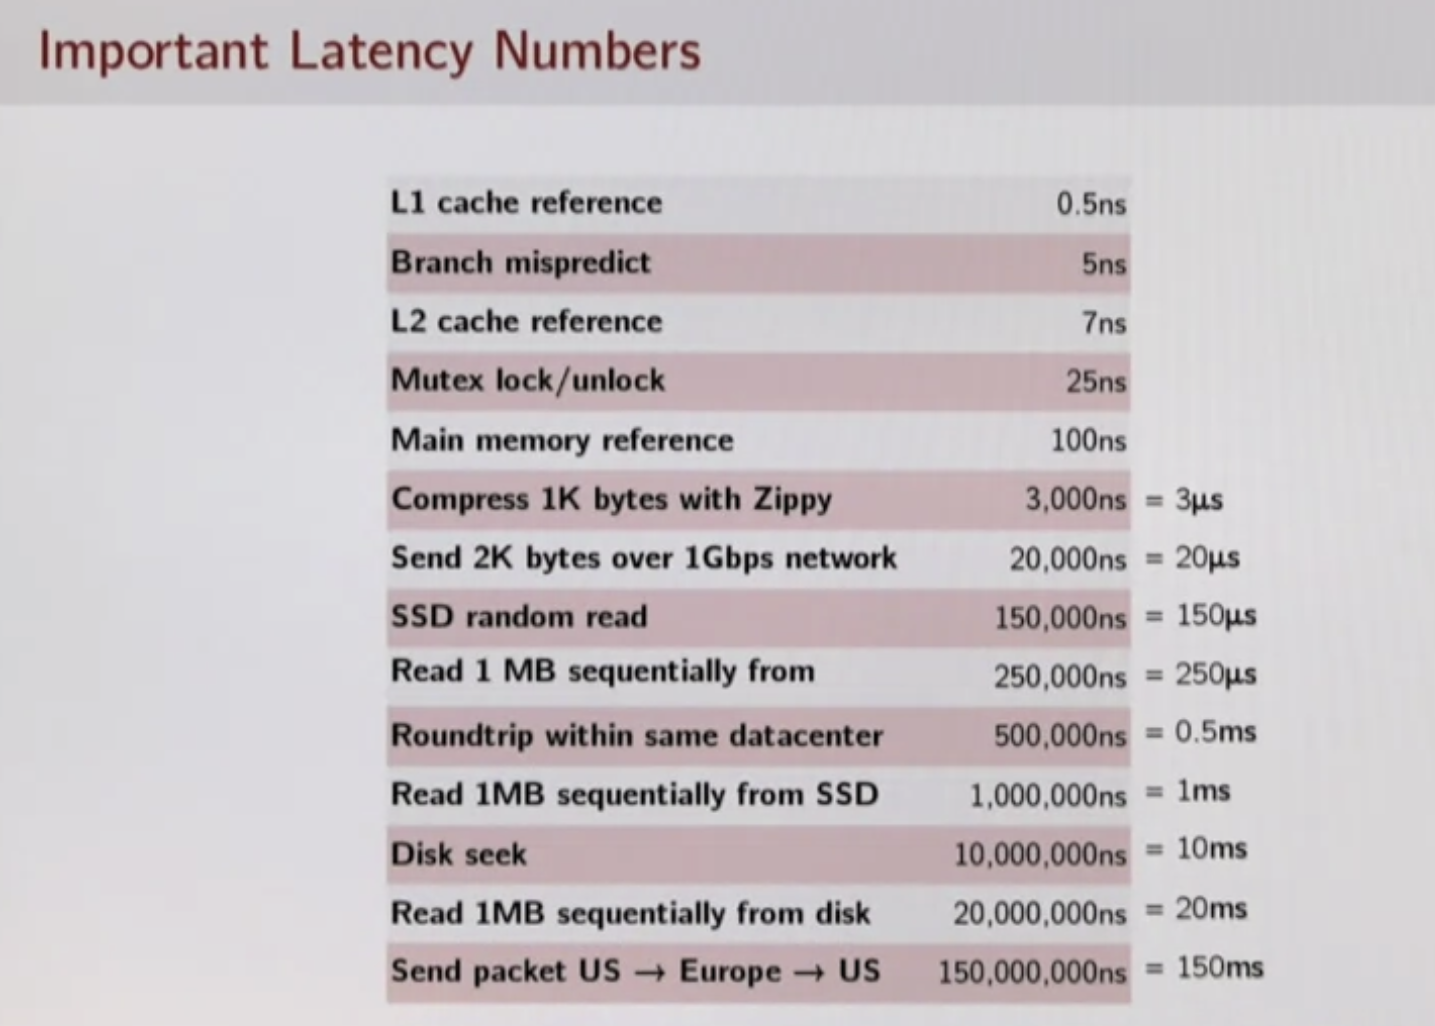 Important Latency Numbers
L1 cache reference 0.5ns
Branch mispredict 5ns
L2 cache reference 7ns
Mutex lock/unlock 25ns
Main memory reference 100ns
Compress 1K bytes with Zippy 3,000ns = 3µs
Send 2K bytes over 1Gbps network 20,000ns = 20µs
SSD random read 150,000ns = 150µs
Read 1 MB sequentially from 250,000ns = 250µs
Roundtrip within same datacenter 500,000ns = 0.5ms
Read 1MB sequentially from SSD 1,000,000ns = 1ms
Disk seek 10,000,000ns = 10ms
Read 1MB sequentially from disk 20,000,000ns = 20ms
Send packet US → Europe → US 150,000,000ns = 150ms